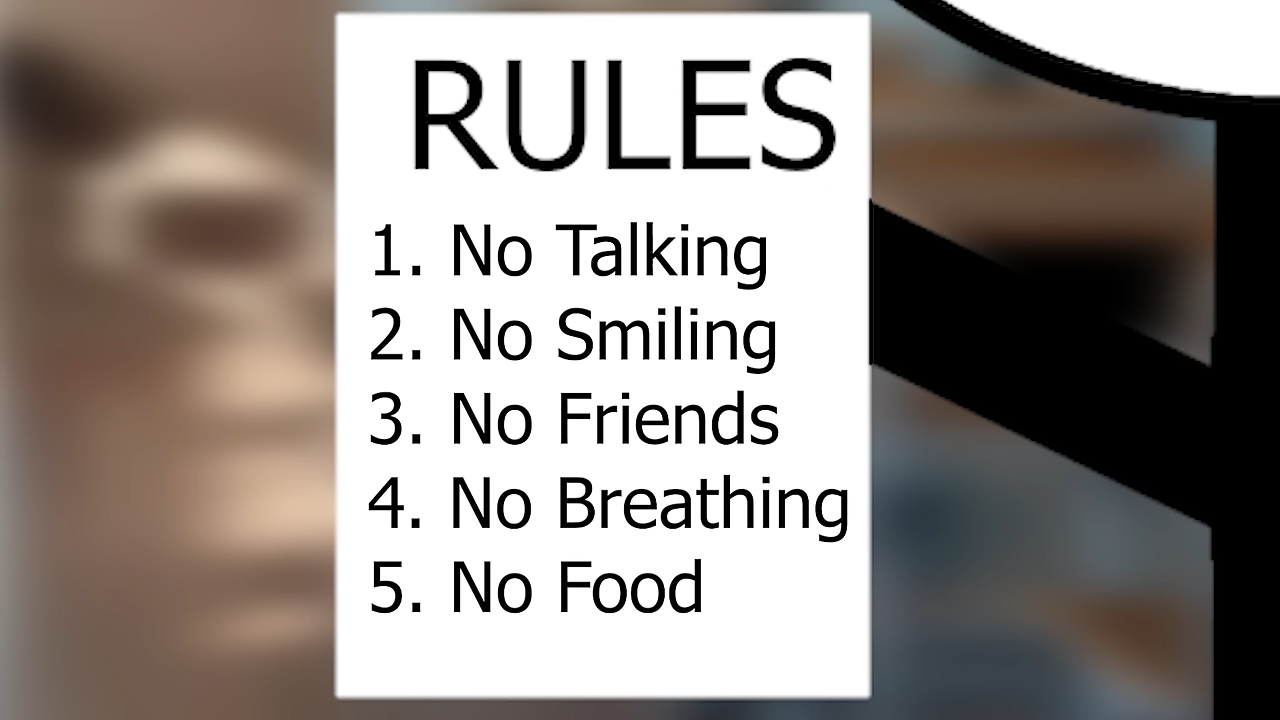 RULES
1. No Talking
2. No Smiling
3. No Friends
4. No Breathing
5. No Food